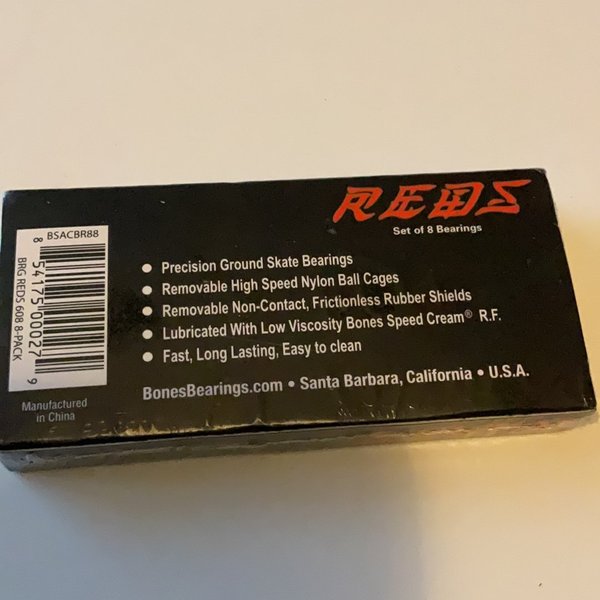 REDS
Set of 8 Bearings
BSACBR88
8 54175 00027 9
BRG REDS 608 8-PACK
Manufactured
in China
● Precision Ground Skate Bearings
● Removable High Speed Nylon Ball Cages
● Removable Non-Contact, Frictionless Rubber Shields
● Lubricated With Low Viscosity Bones Speed Cream® R.F.
● Fast, Long Lasting, Easy to clean
BonesBearings.com • Santa Barbara, California • U.S.A.